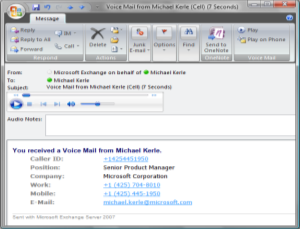 Voice Mail from Michael Kerle (Cell) (7 Seconds)
Message
Reply
Reply to All
Forward
IM
Call
Delete
Junk E-mail
Options
Find
Send to OneNote
Play
Play on Phone
Respond
Actions
OneNote
Voice Mail
From: Microsoft Exchange on behalf of Michael Kerle
To: Michael Kerle
Subject: Voice Mail from Michael Kerle (Cell) (7 Seconds)
Audio Notes:
You received a Voice Mail from Michael Kerle.
Caller ID: +14254451950
Position: Senior Product Manager
Company: Microsoft Corporation
Work: +1 (425) 704-8010
Mobile: +1 (425) 445-1950
E-Mail: michael.kerle@microsoft.com
Sent with Microsoft Exchange Server 2007